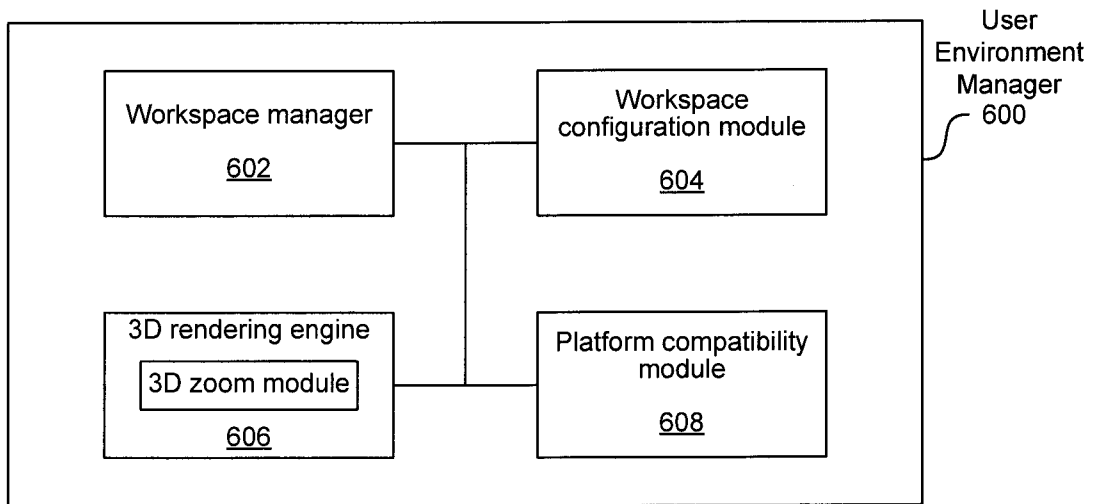 User
Environment
Manager
600
Workspace manager
602
Workspace
configuration module
604
3D rendering engine
3D zoom module
606
Platform compatibility
module
608